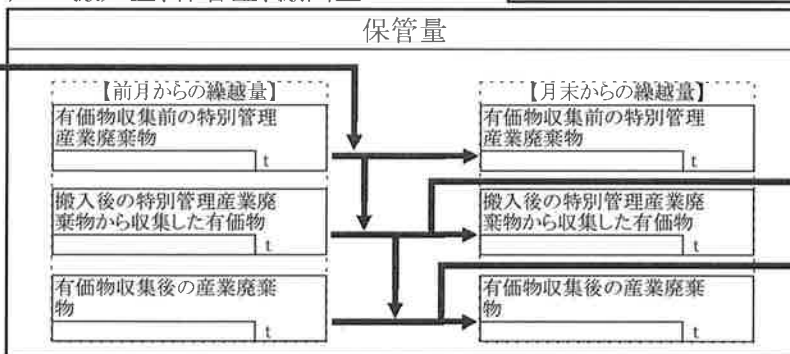 保管量
【前月からの繰越量】
有価物収集前の特別管理
産業廃棄物
t
搬入後の特別管理産業廃
棄物から収集した有価物
t
有価物収集後の産業廃棄
物
t
【月末からの繰越量】
有価物収集前の特別管理
産業廃棄物
t
搬入後の特別管理産業廃
棄物から収集した有価物
t
有価物収集後の産業廃棄
物
t